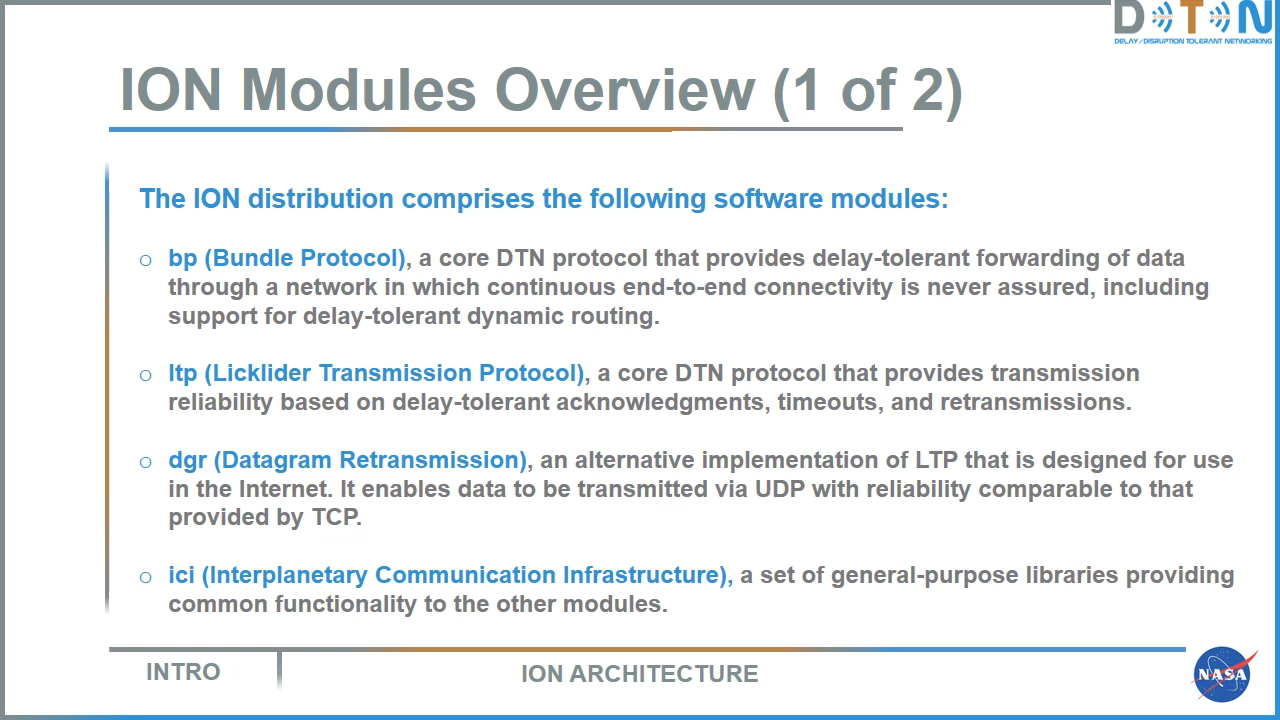 DTN
DELAY/DISRUPTION TOLERANT NETWORKING
ION Modules Overview (1 of 2)
The ION distribution comprises the following software modules:
o bp (Bundle Protocol), a core DTN protocol that provides delay-tolerant forwarding of data
through a network in which continuous end-to-end connectivity is never assured, including
support for delay-tolerant dynamic routing.
o ltp (Licklider Transmission Protocol), a core DTN protocol that provides transmission
reliability based on delay-tolerant acknowledgments, timeouts, and retransmissions.
o dgr (Datagram Retransmission), an alternative implementation of LTP that is designed for use
in the Internet. It enables data to be transmitted via UDP with reliability comparable to that
provided by TCP.
o ici (Interplanetary Communication Infrastructure), a set of general-purpose libraries providing
common functionality to the other modules.
INTRO
ION ARCHITECTURE
NASA